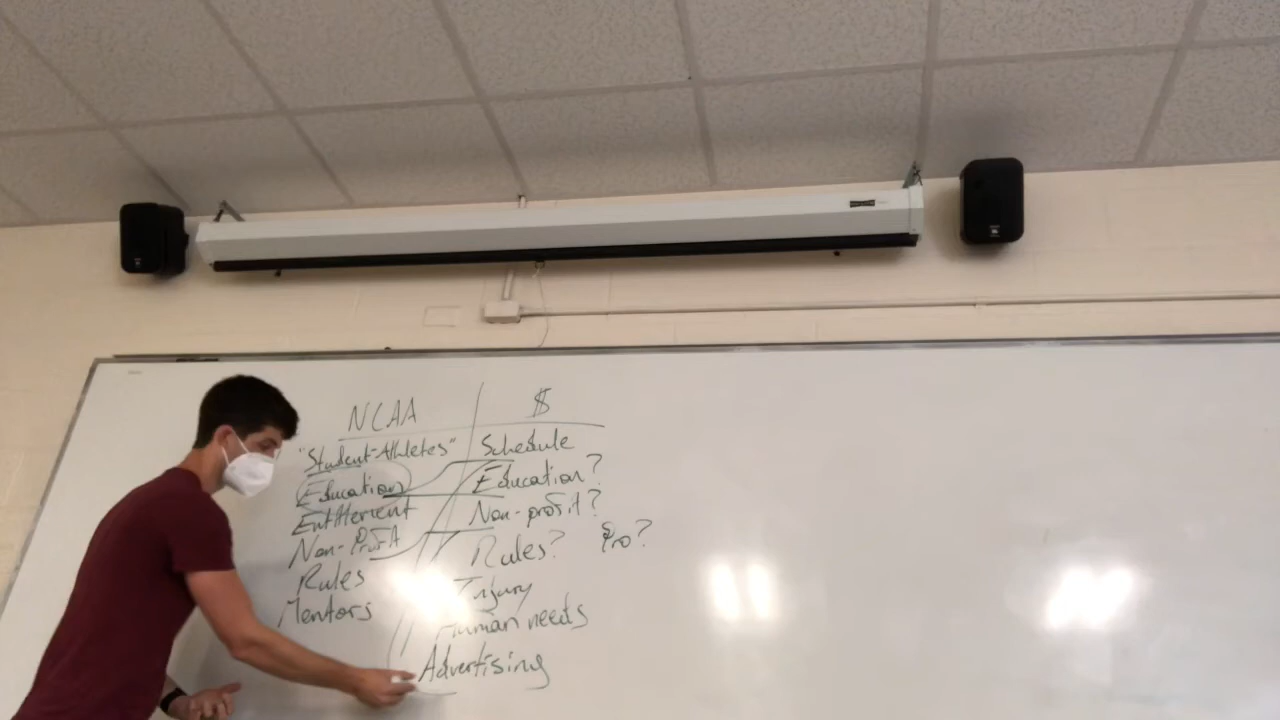 NCAA
"Student-Athletes"
Education
Entitlement
Non-Profit
Rules
Mentors
$
Schedule
Education?
Non-profit?
Rules? Pro?
Injury
Human needs
Advertising